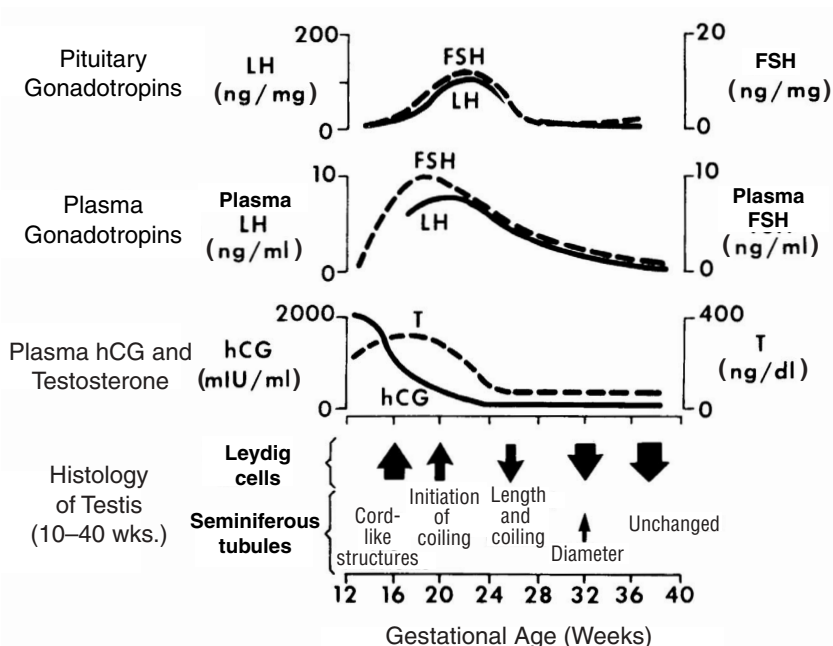 Pituitary
Gonadotropins
LH
(ng/mg)
200
0
FSH
LH
20
0
FSH
(ng/mg)
Plasma
Gonadotropins
Plasma
LH
(ng/ml)
10
0
FSH
LH
10
0
Plasma
FSH
(ng/ml)
Plasma hCG and
Testosterone
hCG
(mIU/ml)
2000
0
T
hCG
400
0
T
(ng/dl)
Histology
of Testis
(10–40 wks.)
Leydig
cells
Seminiferous
tubules
Cord-
like
structures
Initiation
of
coiling
Length
and
coiling
Diameter
Unchanged
12 16 20 24 28 32 36 40
Gestational Age (Weeks)